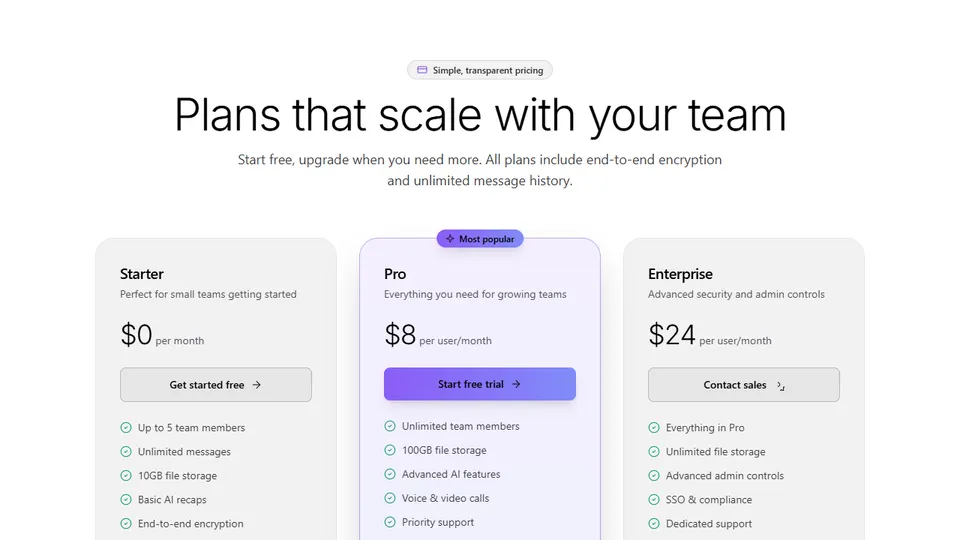 Simple, transparent pricing
Plans that scale with your team
Start free, upgrade when you need more. All plans include end-to-end encryption
and unlimited message history.
Starter
Perfect for small teams getting started
$0 per month
Get started free
Up to 5 team members
Unlimited messages
10GB file storage
Basic AI recaps
End-to-end encryption
Most popular
Pro
Everything you need for growing teams
$8 per user/month
Start free trial
Unlimited team members
100GB file storage
Advanced AI features
Voice & video calls
Priority support
Enterprise
Advanced security and admin controls
$24 per user/month
Contact sales
Everything in Pro
Unlimited file storage
Advanced admin controls
SSO & compliance
Dedicated support